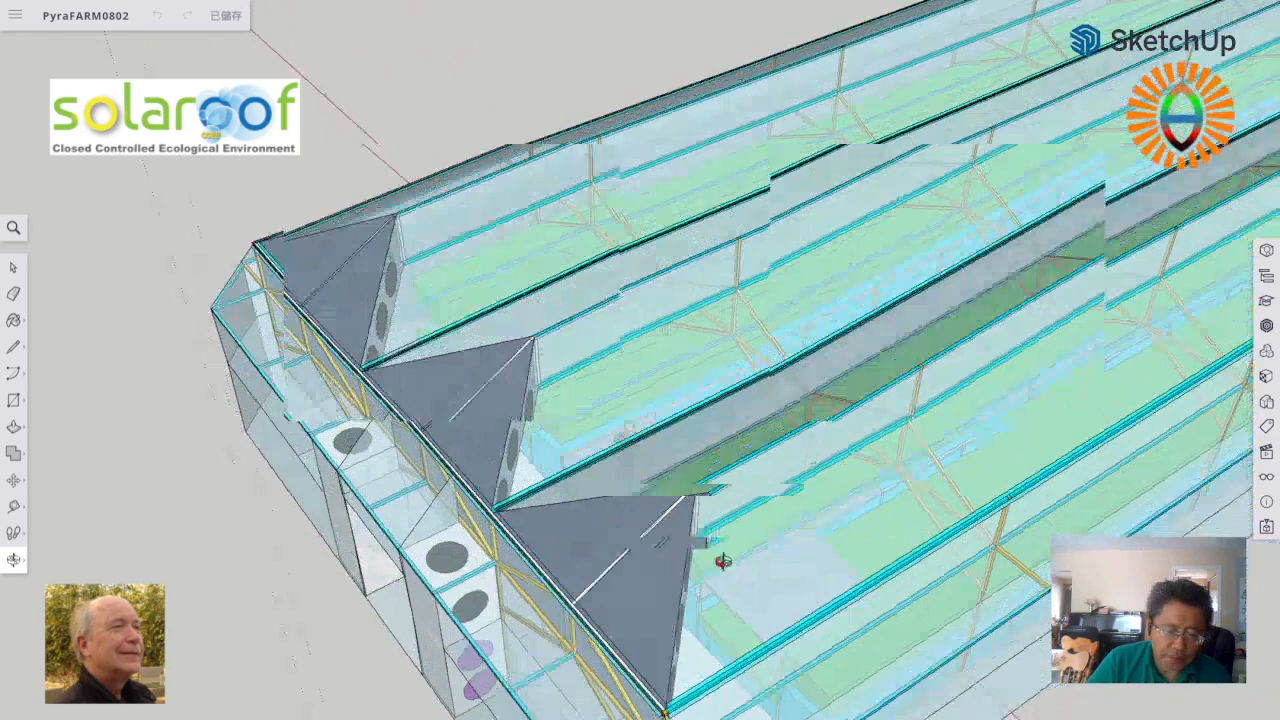 PyraFARM0802
已儲存
SketchUp
solaroof
Closed Controlled Ecological Environment